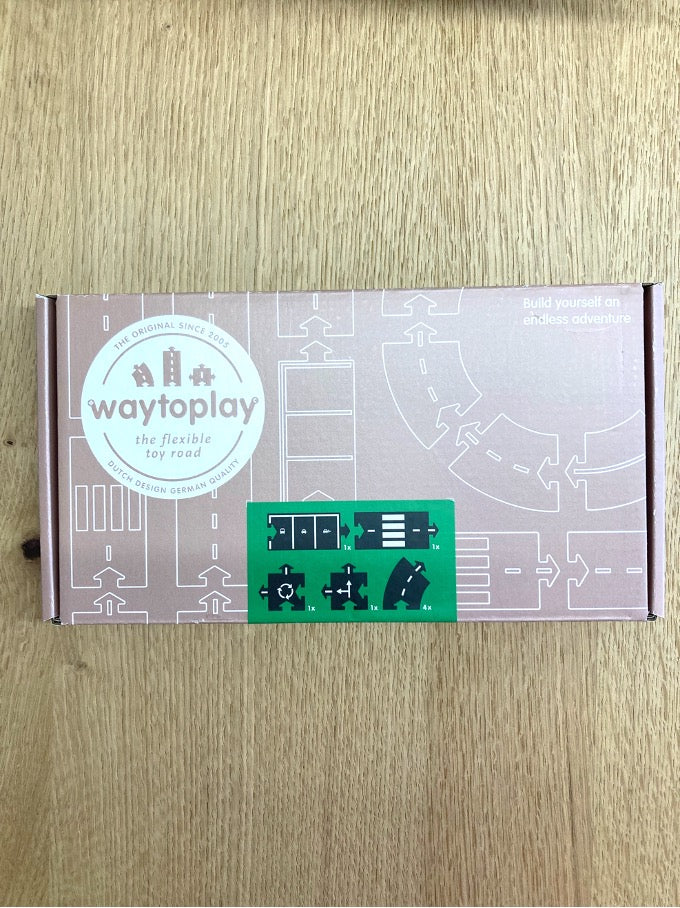 Build yourself an
endless adventure
THE ORIGINAL SINCE 2005
waytoplay
the flexible
toy road
DUTCH DESIGN GERMAN QUALITY
1x
1x
1x
1x
4x